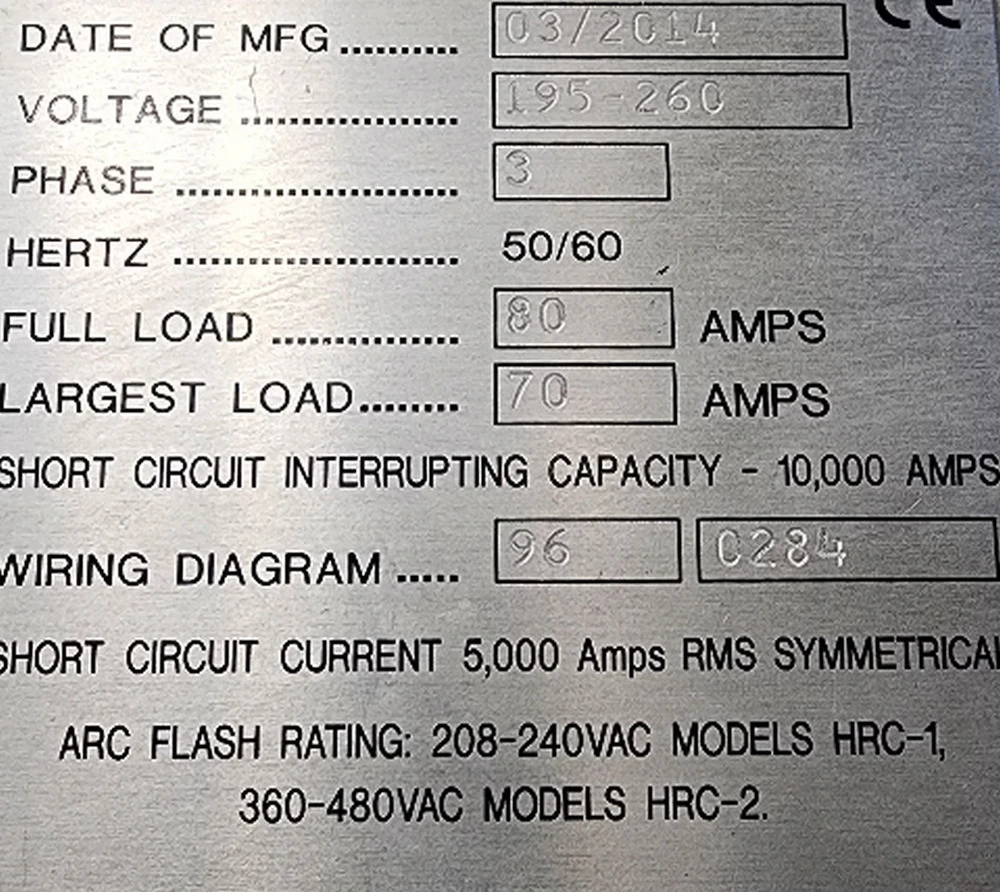 DATE OF MFG .......... 03/2014 CE
VOLTAGE .................. 195-260
PHASE ....................... 3
HERTZ ....................... 50/60
FULL LOAD ............... 80 AMPS
LARGEST LOAD........ 70 AMPS
SHORT CIRCUIT INTERRUPTING CAPACITY - 10,000 AMPS
WIRING DIAGRAM ..... 96 0284
SHORT CIRCUIT CURRENT 5,000 Amps RMS SYMMETRICAL
ARC FLASH RATING: 208-240VAC MODELS HRC-1,
360-480VAC MODELS HRC-2.